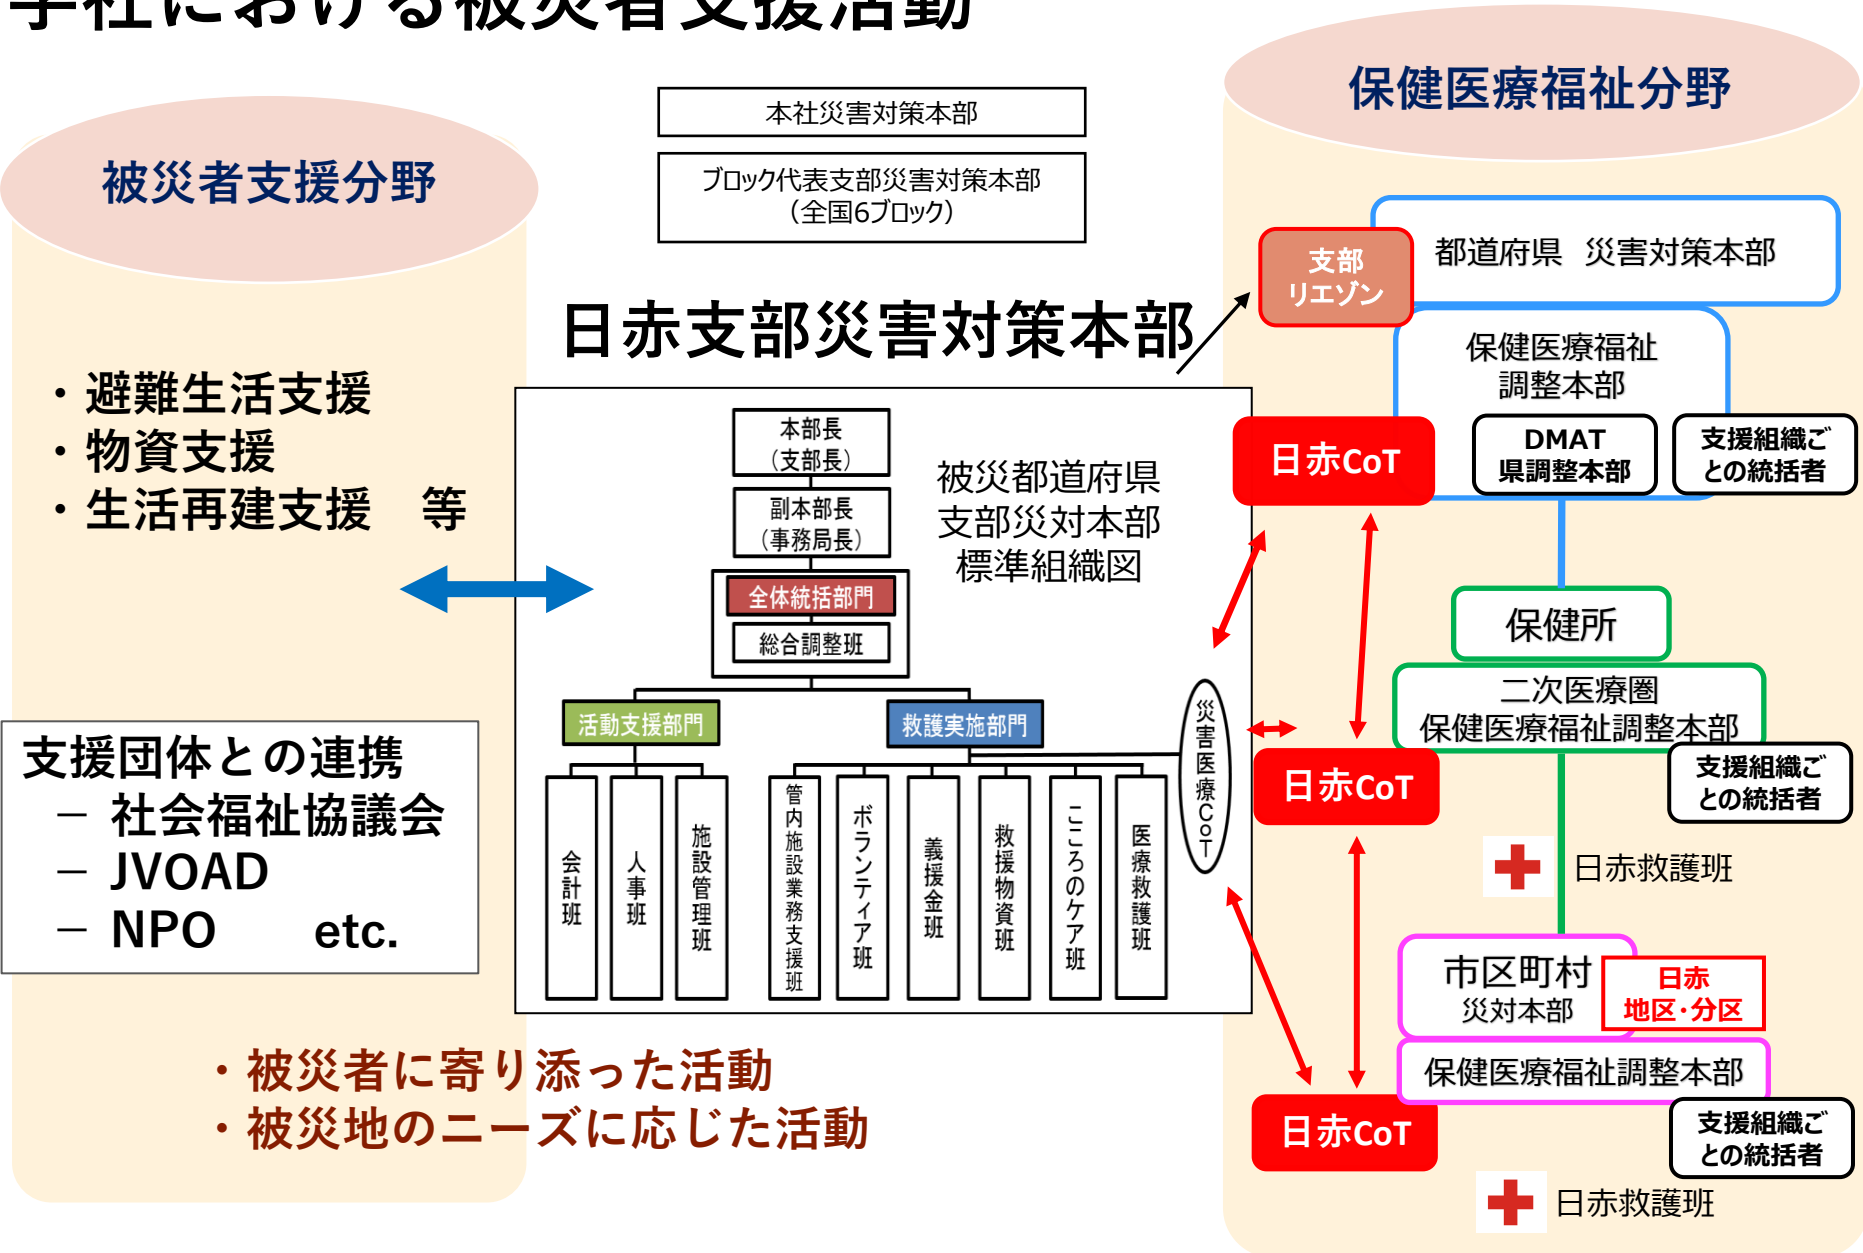 字社における被災者支援活動
被災者支援分野
・避難生活支援
・物資支援
・生活再建支援　等
支援団体との連携
－ 社会福祉協議会
－ JVOAD
－ NPO　　etc.
・被災者に寄り添った活動
・被災地のニーズに応じた活動
本社災害対策本部
ブロック代表支部災害対策本部
（全国6ブロック）
日赤支部災害対策本部
被災都道府県
支部災対本部
標準組織図
本部長
（支部長）
副本部長
（事務局長）
全体統括部門
総合調整班
活動支援部門
救護実施部門
会計班
人事班
施設管理班
管内施設業務支援班
ボランティア班
義援金班
救援物資班
こころのケア班
医療救護班
災害医療CoT
保健医療福祉分野
都道府県　災害対策本部
支部
リエゾン
保健医療福祉
調整本部
日赤CoT
DMAT
県調整本部
支援組織ご
との統括者
保健所
二次医療圏
保健医療福祉調整本部
日赤CoT
支援組織ご
との統括者
日赤救護班
市区町村
災対本部
日赤
地区・分区
保健医療福祉調整本部
日赤CoT
支援組織ご
との統括者
日赤救護班